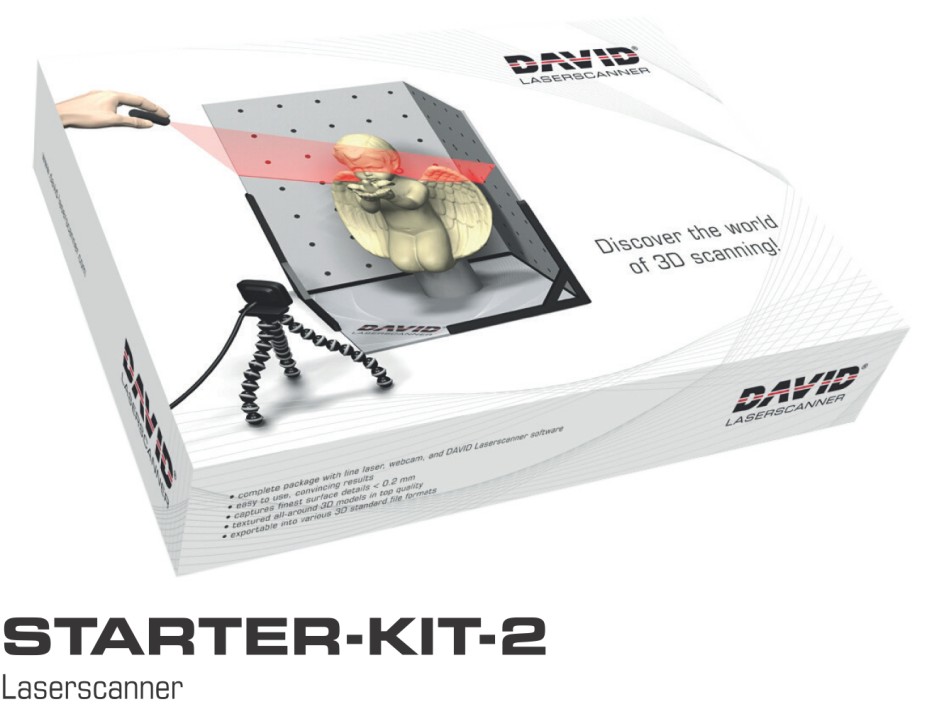 DAVID®
LASERSCANNER
Discover the world
of 3D scanning!
DAVID
LASERSCANNER
DAVID®
LASERSCANNER
DAVID®
LASERSCANNER
• complete package with line laser, webcam, and DAVID Laserscanner software
• easy to use, convincing results
• captures finest surface details < 0.2 mm
• textured all-around 3D models in top quality
• exportable into various 3D standard file formats
STARTER-KIT-2
Laserscanner